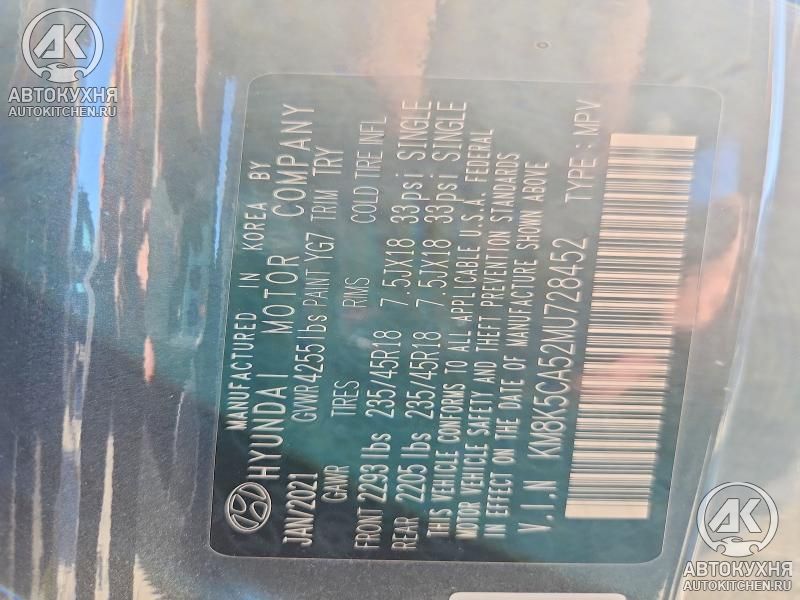 MANUFACTURED IN KOREA BY
HYUNDAI MOTOR COMPANY
JAN/2021 GVWR4255lbs PAINT YG7 TRIM TRY
GAWR TIRES RIMS COLD TIRE INFL
FRONT 2293 lbs 235/45R18 7.5JX18 33psi SINGLE
REAR 2205 lbs 235/45R18 7.5JX18 33psi SINGLE
THIS VEHICLE CONFORMS TO ALL APPLICABLE U.S.A. FEDERAL
MOTOR VEHICLE SAFETY AND THEFT PREVENTION STANDARDS
IN EFFECT ON THE DATE OF MANUFACTURE SHOWN ABOVE
V.I.N KM8K5CA52MU728452 TYPE : MPV
АК
АВТОКУХНЯ
AUTOKITCHEN.RU
АК
АВТОКУХНЯ
AUTOKITCHEN.RU